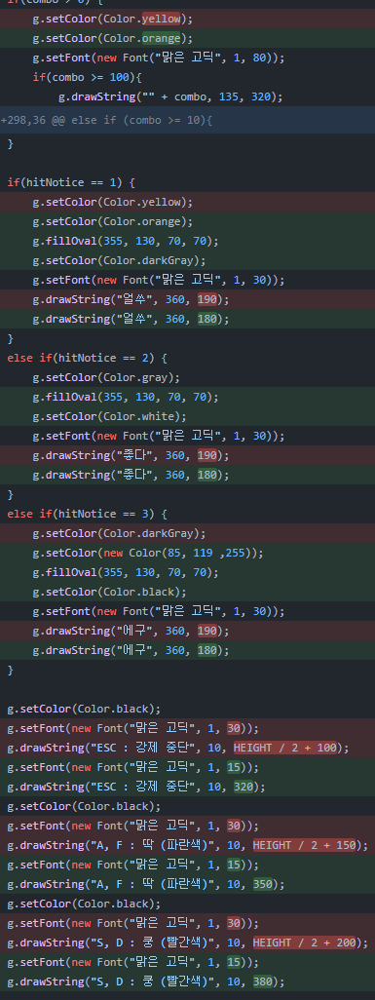 if(combo > 0) {
g.setColor(Color.yellow);
g.setColor(Color.orange);
g.setFont(new Font("맑은 고딕", 1, 80));
if(combo >= 100){
g.drawString("" + combo, 135, 320);
+298,36 @@ else if (combo >= 10){
}
if(hitNotice == 1) {
g.setColor(Color.yellow);
g.setColor(Color.orange);
g.fillOval(355, 130, 70, 70);
g.setColor(Color.darkGray);
g.setFont(new Font("맑은 고딕", 1, 30));
g.drawString("얼쑤", 360, 190);
g.drawString("얼쑤", 360, 180);
}
else if(hitNotice == 2) {
g.setColor(Color.gray);
g.fillOval(355, 130, 70, 70);
g.setColor(Color.white);
g.setFont(new Font("맑은 고딕", 1, 30));
g.drawString("좋다", 360, 190);
g.drawString("좋다", 360, 180);
}
else if(hitNotice == 3) {
g.setColor(Color.darkGray);
g.setColor(new Color(85, 119 ,255));
g.fillOval(355, 130, 70, 70);
g.setColor(Color.black);
g.setFont(new Font("맑은 고딕", 1, 30));
g.drawString("에구", 360, 190);
g.drawString("에구", 360, 180);
}
g.setColor(Color.black);
g.setFont(new Font("맑은 고딕", 1, 30));
g.drawString("ESC : 강제 중단", 10, HEIGHT / 2 + 100);
g.setFont(new Font("맑은 고딕", 1, 15));
g.drawString("ESC : 강제 중단", 10, 320);
g.setColor(Color.black);
g.setFont(new Font("맑은 고딕", 1, 30));
g.drawString("A, F : 딱 (파란색)", 10, HEIGHT / 2 + 150);
g.setFont(new Font("맑은 고딕", 1, 15));
g.drawString("A, F : 딱 (파란색)", 10, 350);
g.setColor(Color.black);
g.setFont(new Font("맑은 고딕", 1, 30));
g.drawString("S, D : 쿵 (빨간색)", 10, HEIGHT / 2 + 200);
g.setFont(new Font("맑은 고딕", 1, 15));
g.drawString("S, D : 쿵 (빨간색)", 10, 380);